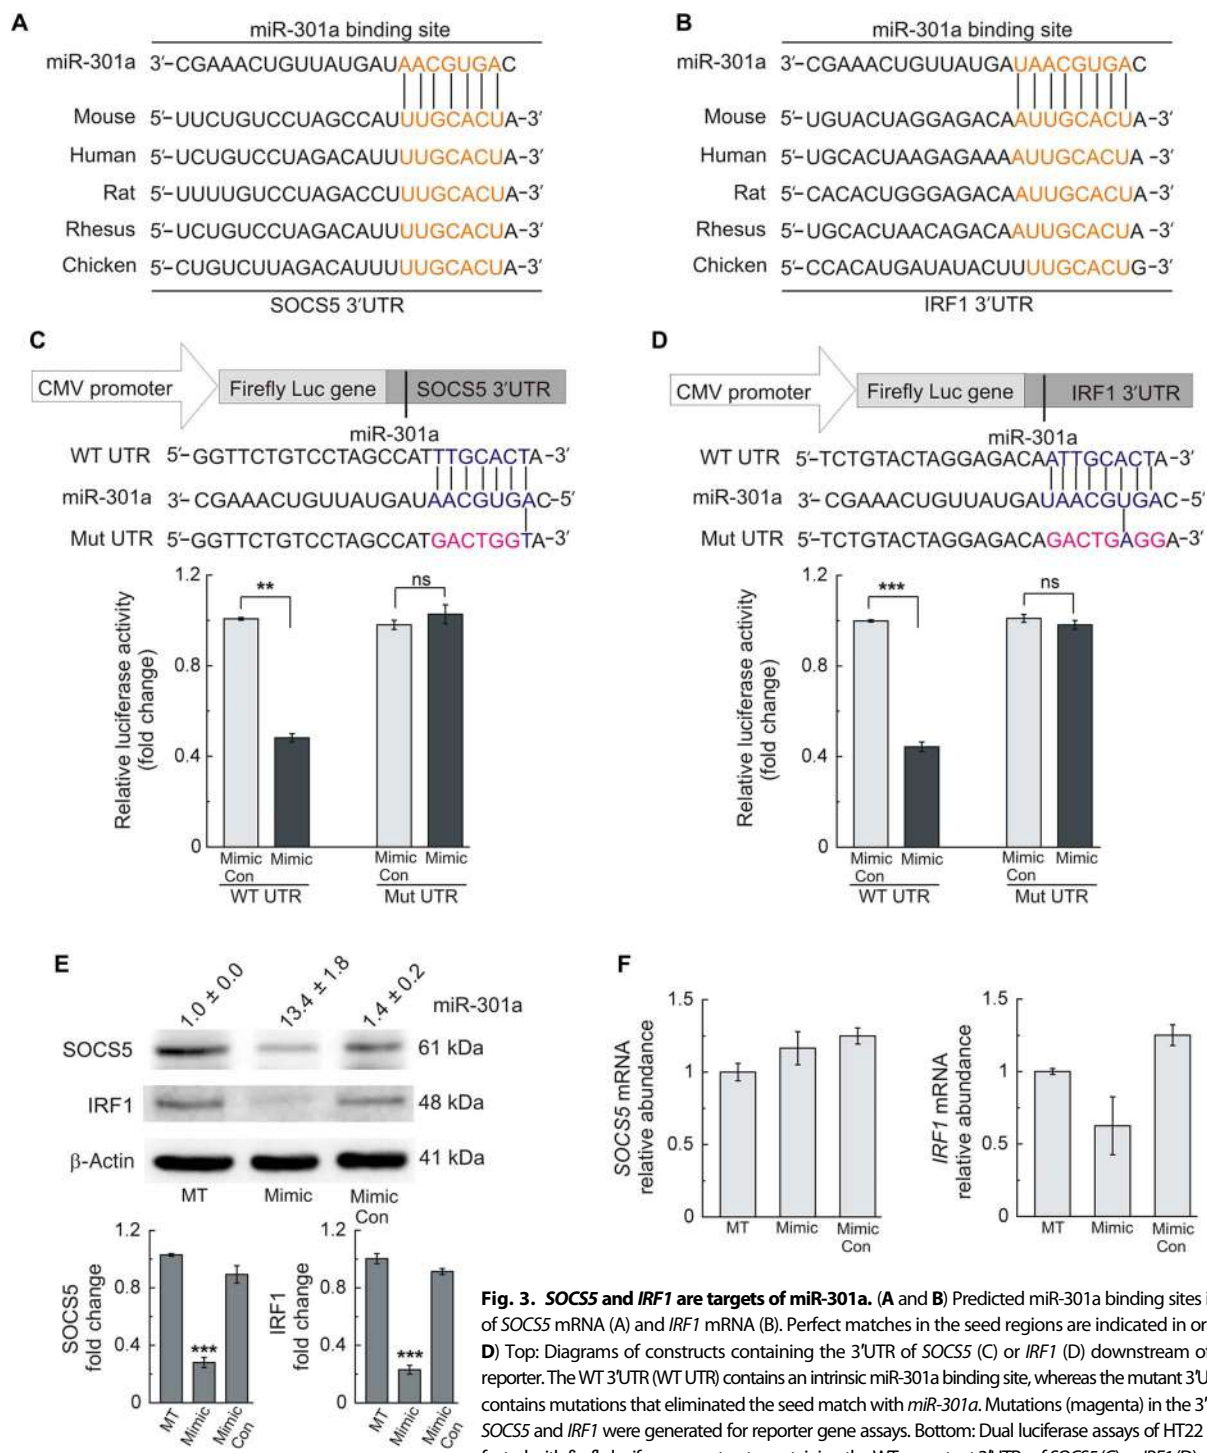 A
miR-301a binding site
miR-301a 3′–CGAAACUGUUAUGAUAACGUGAC
Mouse 5′–UUCUGUCCUAGCCAUUUGCACUA–3′
Human 5′–UCUGUCCUAGACAUUUUGCACUA–3′
Rat 5′–UUUUGUCCUAGACCUUUGCACUA–3′
Rhesus 5′–UCUGUCCUAGACAUUUUGCACUA–3′
Chicken 5′–CUGUCUUAGACAUUUUUGCACUA–3′
SOCS5 3′UTR
B
miR-301a binding site
miR-301a 3′–CGAAACUGUUAUGAUAACGUGAC
Mouse 5′–UGUACUAGGAGACAAUUGCACUA–3′
Human 5′–UGCACUAAGAGAAAAUUGCACUA–3′
Rat 5′–CACACUGGGAGACAAUUGCACUA–3′
Rhesus 5′–UGCACUAACAGACAAUUGCACUA–3′
Chicken 5′–CCACAUGAUAUACUUUUGCACUG–3′
IRF1 3′UTR
C
CMV promoter
Firefly Luc gene
SOCS5 3′UTR
miR-301a
WT UTR 5′–GGTTCTGTCCTAGCCATTTGCACTA–3′
miR-301a 3′–CGAAACUGUUAUGAUAACGUGAC–5′
Mut UTR 5′–GGTTCTGTCCTAGCCATGACTGGTA–3′
Relative luciferase activity
(fold change)
1.2
0.8
0.4
0
**
ns
Mimic Con
Mimic
Mimic Con
Mimic
WT UTR
Mut UTR
D
CMV promoter
Firefly Luc gene
IRF1 3′UTR
miR-301a
WT UTR 5′–TCTGTACTAGGAGACAATTGCACTA–3′
miR-301a 3′–CGAAACUGUUAUGAUAACGUGAC–5′
Mut UTR 5′–TCTGTACTAGGAGACAGACTGAGGA–3′
Relative luciferase activity
(fold change)
1.2
0.8
0.4
0
***
ns
Mimic Con
Mimic
Mimic Con
Mimic
WT UTR
Mut UTR
E
1.0 ± 0.0
13.4 ± 1.8
1.4 ± 0.2
miR-301a
SOCS5
61 kDa
IRF1
48 kDa
β-Actin
41 kDa
MT
Mimic
Mimic Con
SOCS5
fold change
1.2
0.8
0.4
0
***
MT
Mimic
Mimic Con
IRF1
fold change
1.2
0.8
0.4
0
***
MT
Mimic
Mimic Con
F
SOCS5 mRNA
relative abundance
1.5
1
0.5
0
MT
Mimic
Mimic Con
IRF1 mRNA
relative abundance
1.5
1
0.5
0
MT
Mimic
Mimic Con
Fig. 3. SOCS5 and IRF1 are targets of miR-301a. (A and B) Predicted miR-301a binding sites
of SOCS5 mRNA (A) and IRF1 mRNA (B). Perfect matches in the seed regions are indicated in
D) Top: Diagrams of constructs containing the 3′UTR of SOCS5 (C) or IRF1 (D) downstream of
reporter. The WT 3′UTR (WT UTR) contains an intrinsic miR-301a binding site, whereas the mutant
contains mutations that eliminated the seed match with miR-301a. Mutations (magenta) in the
SOCS5 and IRF1 were generated for reporter gene assays. Bottom: Dual luciferase assays of HT22